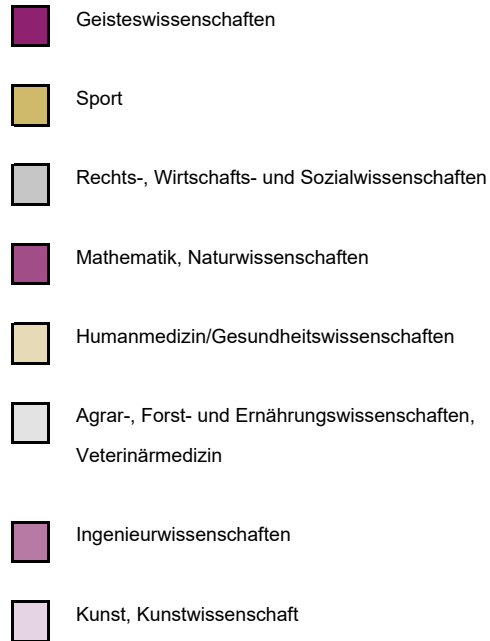 Geisteswissenschaften
Sport
Rechts-, Wirtschafts- und Sozialwissenschaften
Mathematik, Naturwissenschaften
Humanmedizin/Gesundheitswissenschaften
Agrar-, Forst- und Ernährungswissenschaften,
Veterinärmedizin
Ingenieurwissenschaften
Kunst, Kunstwissenschaft